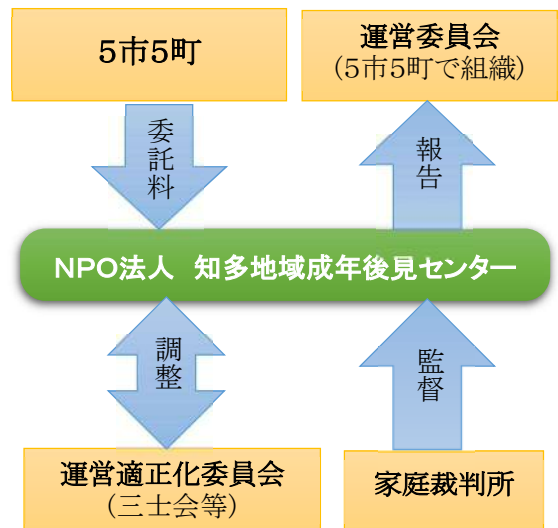 5市5町
運営委員会
(5市5町で組織)
委託料
報告
NPO法人　知多地域成年後見センター
調整
監督
運営適正化委員会
(三士会等)
家庭裁判所